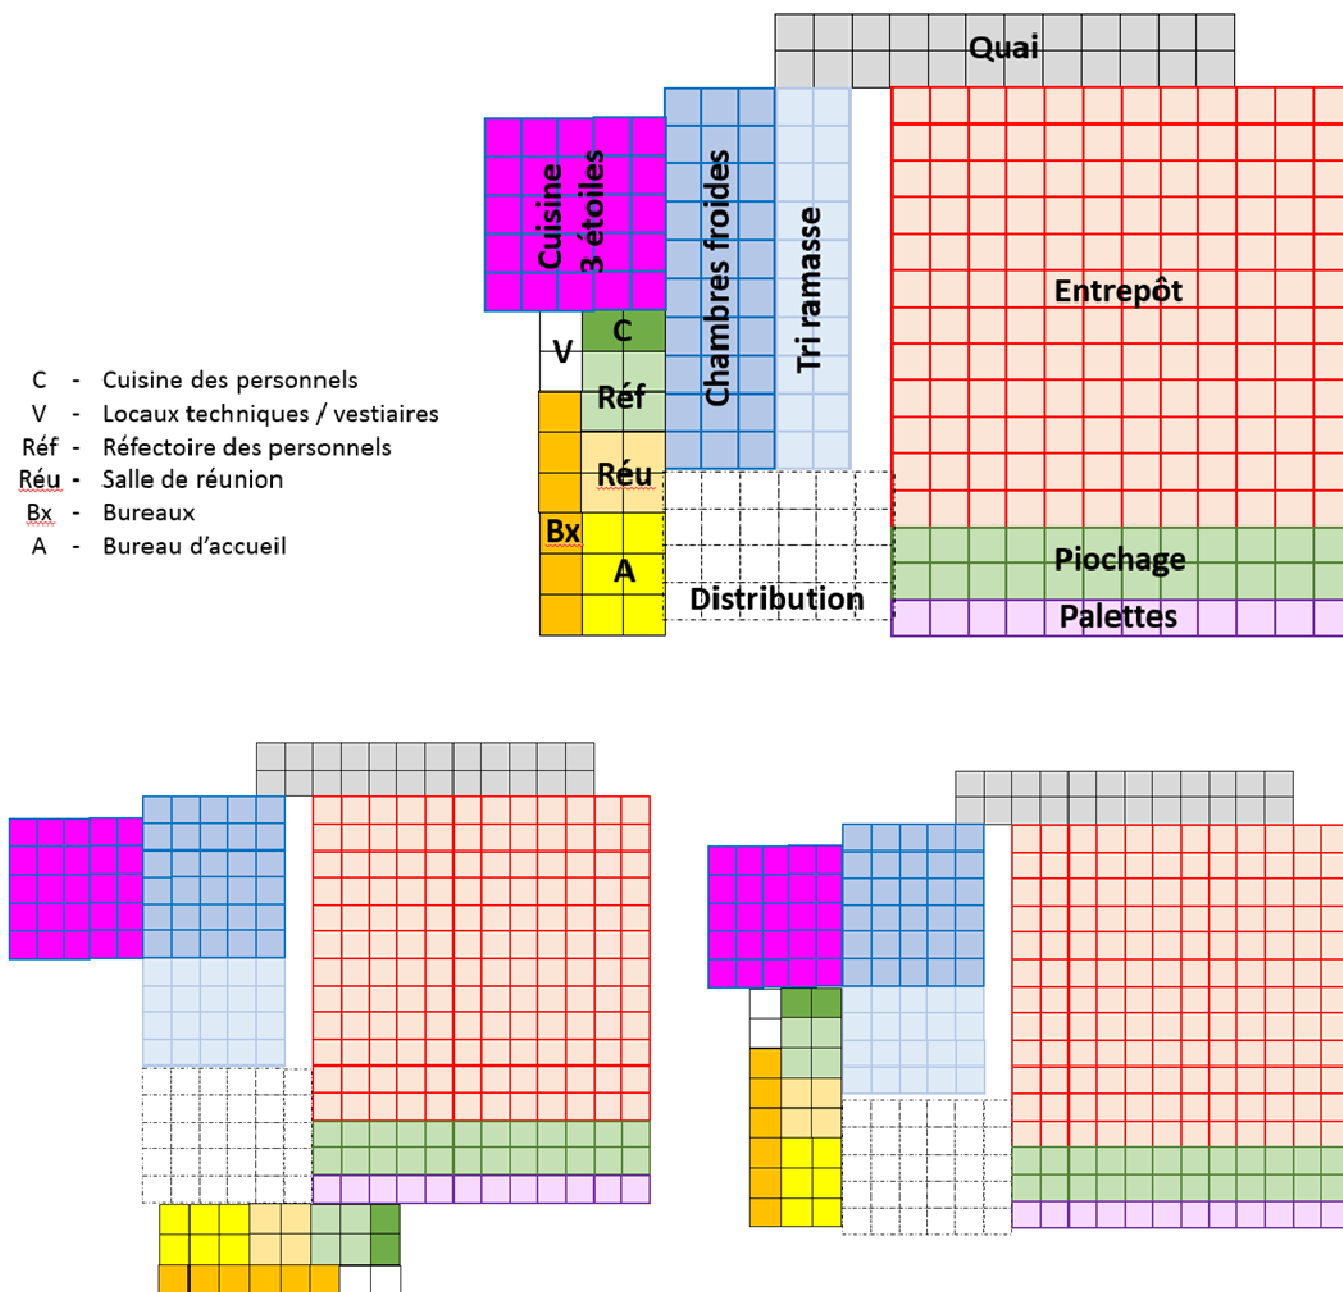 Quai
Cuisine
3 étoiles
Chambres froides
Tri ramasse
Entrepôt
C
V
Réf
Réu
Bx
A
Distribution
Piochage
Palettes
C - Cuisine des personnels
V - Locaux techniques / vestiaires
Réf - Réfectoire des personnels
Réu - Salle de réunion
Bx - Bureaux
A - Bureau d'accueil